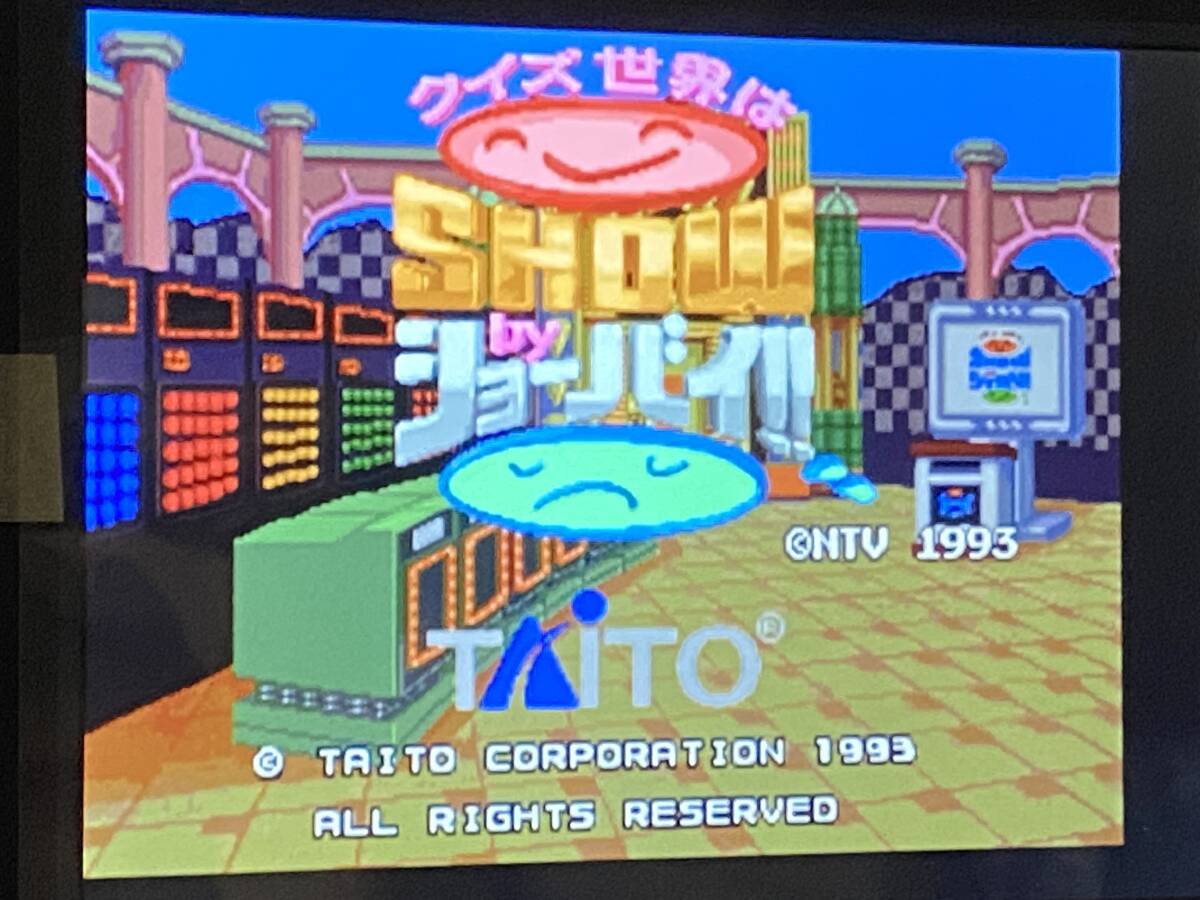 クイズ世界は
SHOW
by
ショーバイ!!
©NTV 1993
TAITO®
© TAITO CORPORATION 1993
ALL RIGHTS RESERVED